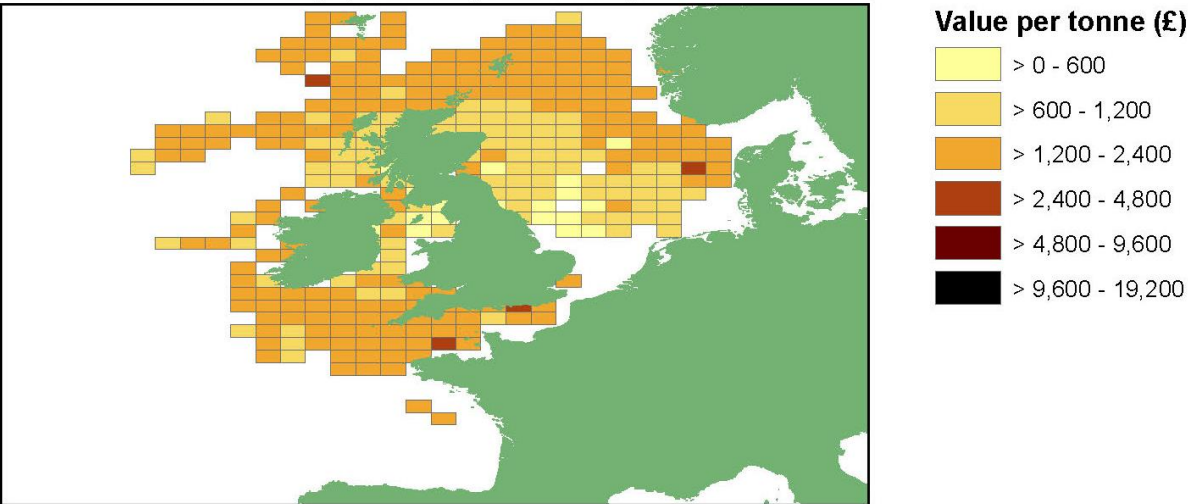 Value per tonne (£)
> 0 - 600
> 600 - 1,200
> 1,200 - 2,400
> 2,400 - 4,800
> 4,800 - 9,600
> 9,600 - 19,200